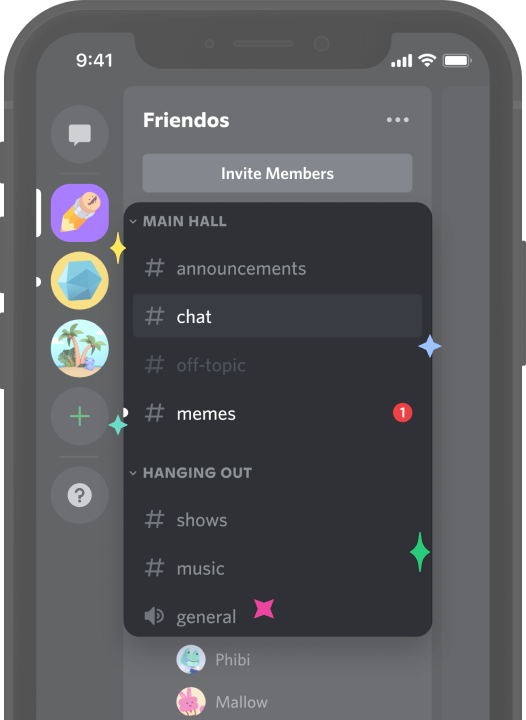 9:41
Friendos
Invite Members
MAIN HALL
# announcements
# chat
# off-topic
# memes
1
HANGING OUT
# shows
# music
general
Phibi
Mallow
+
?